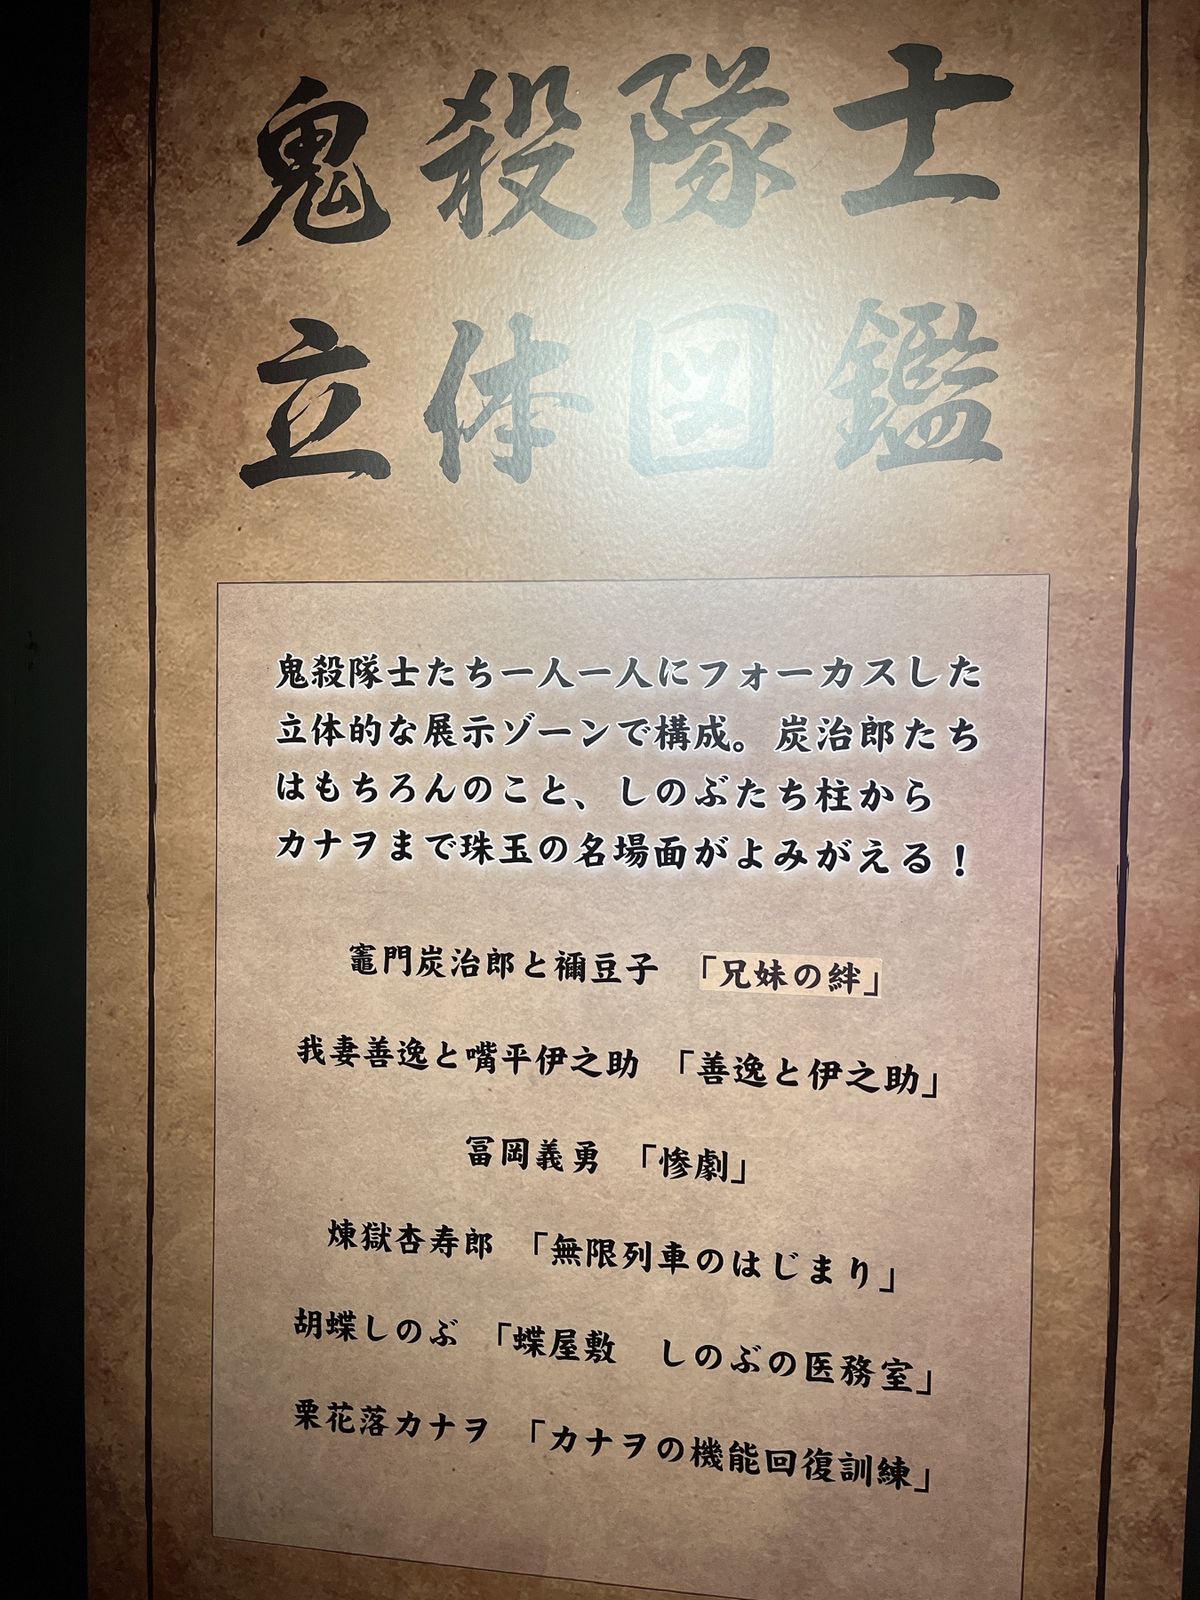 鬼殺隊士
立体図鑑
鬼殺隊士たち一人一人にフォーカスした
立体的な展示ゾーンで構成。炭治郎たち
はもちろんのこと、しのぶたち柱から
カナヲまで珠玉の名場面がよみがえる！
竈門炭治郎と禰豆子　「兄妹の絆」
我妻善逸と嘴平伊之助　「善逸と伊之助」
冨岡義勇　「惨劇」
煉獄杏寿郎　「無限列車のはじまり」
胡蝶しのぶ　「蝶屋敷　しのぶの医務室」
栗花落カナヲ　「カナヲの機能回復訓練」